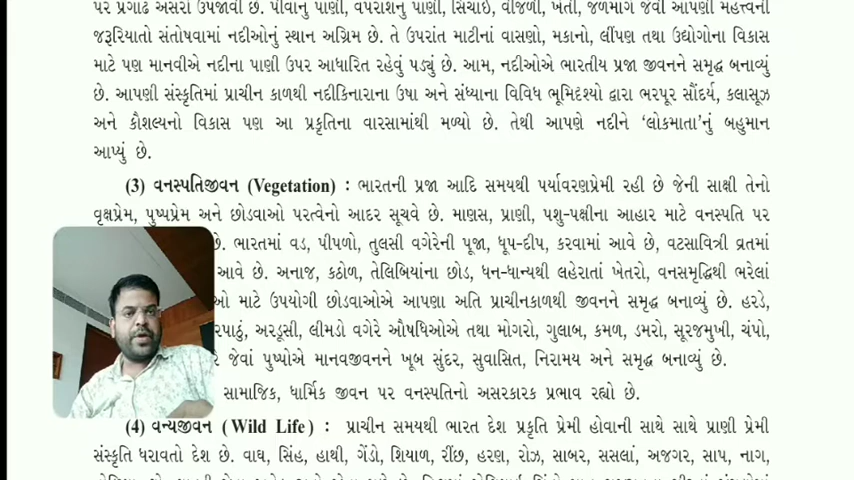 પર પ્રગાઢ અસરો ઉપજાવી છે. પીવાનું પાણી, વપરાશનું પાણી, સિંચાઈ, વીજળી, ખેતી, જળમાર્ગ જેવી આપણી મહત્ત્વની
જરૂરિયાતો સંતોષવામાં નદીઓનું સ્થાન અગ્રિમ છે. તે ઉપરાંત માટીનાં વાસણો, મકાનો, લીંપણ તથા ઉદ્યોગોના વિકાસ
માટે પણ માનવીએ નદીના પાણી ઉપર આધારિત રહેવું પડ્યું છે. આમ, નદીઓએ ભારતીય પ્રજા જીવનને સમૃદ્ધ બનાવ્યું
છે. આપણી સંસ્કૃતિમાં પ્રાચીન કાળથી નદીકિનારાના ઉષા અને સંધ્યાના વિવિધ ભૂમિદશ્યો દ્વારા ભરપૂર સૌંદર્ય, કલાસૂઝ
અને કૌશલ્યનો વિકાસ પણ આ પ્રકૃતિના વારસામાંથી મળ્યો છે. તેથી આપણે નદીને ‘લોકમાતા’નું બહુમાન
આપ્યું છે.
(3) વનસ્પતિજીવન (Vegetation) : ભારતની પ્રજા આદિ સમયથી પર્યાવરણપ્રેમી રહી છે જેની સાક્ષી તેનો
વૃક્ષપ્રેમ, પુષ્પપ્રેમ અને છોડવાઓ પરત્વેનો આદર સૂચવે છે. માણસ, પ્રાણી, પશુ-પક્ષીના આહાર માટે વનસ્પતિ પર
છે. ભારતમાં વડ, પીપળો, તુલસી વગેરેની પૂજા, ધૂપ-દીપ, કરવામાં આવે છે, વટસાવિત્રી વ્રતમાં
આવે છે. અનાજ, કઠોળ, તેલિબિયાંના છોડ, ધન-ધાન્યથી લહેરાતાં ખેતરો, વનસમૃદ્ધિથી ભરેલાં
ઓ માટે ઉપયોગી છોડવાઓએ આપણા અતિ પ્રાચીનકાળથી જીવનને સમૃદ્ધ બનાવ્યું છે. હરડે,
રપાઠું, અરડૂસી, લીમડો વગેરે ઔષધિઓએ તથા મોગરો, ગુલાબ, કમળ, ડમરો, સૂરજમુખી, ચંપો,
જેવાં પુષ્પોએ માનવજીવનને ખૂબ સુંદર, સુવાસિત, નિરામય અને સમૃદ્ધ બનાવ્યું છે.
સામાજિક, ધાર્મિક જીવન પર વનસ્પતિનો અસરકારક પ્રભાવ રહ્યો છે.
(4) વન્યજીવન (Wild Life) : પ્રાચીન સમયથી ભારત દેશ પ્રકૃતિ પ્રેમી હોવાની સાથે સાથે પ્રાણી પ્રેમી
સંસ્કૃતિ ધરાવતો દેશ છે. વાઘ, સિંહ, હાથી, ગેંડો, શિયાળ, રીંછ, હરણ, રોઝ, સાબર, સસલાં, અજગર, સાપ, નાગ,